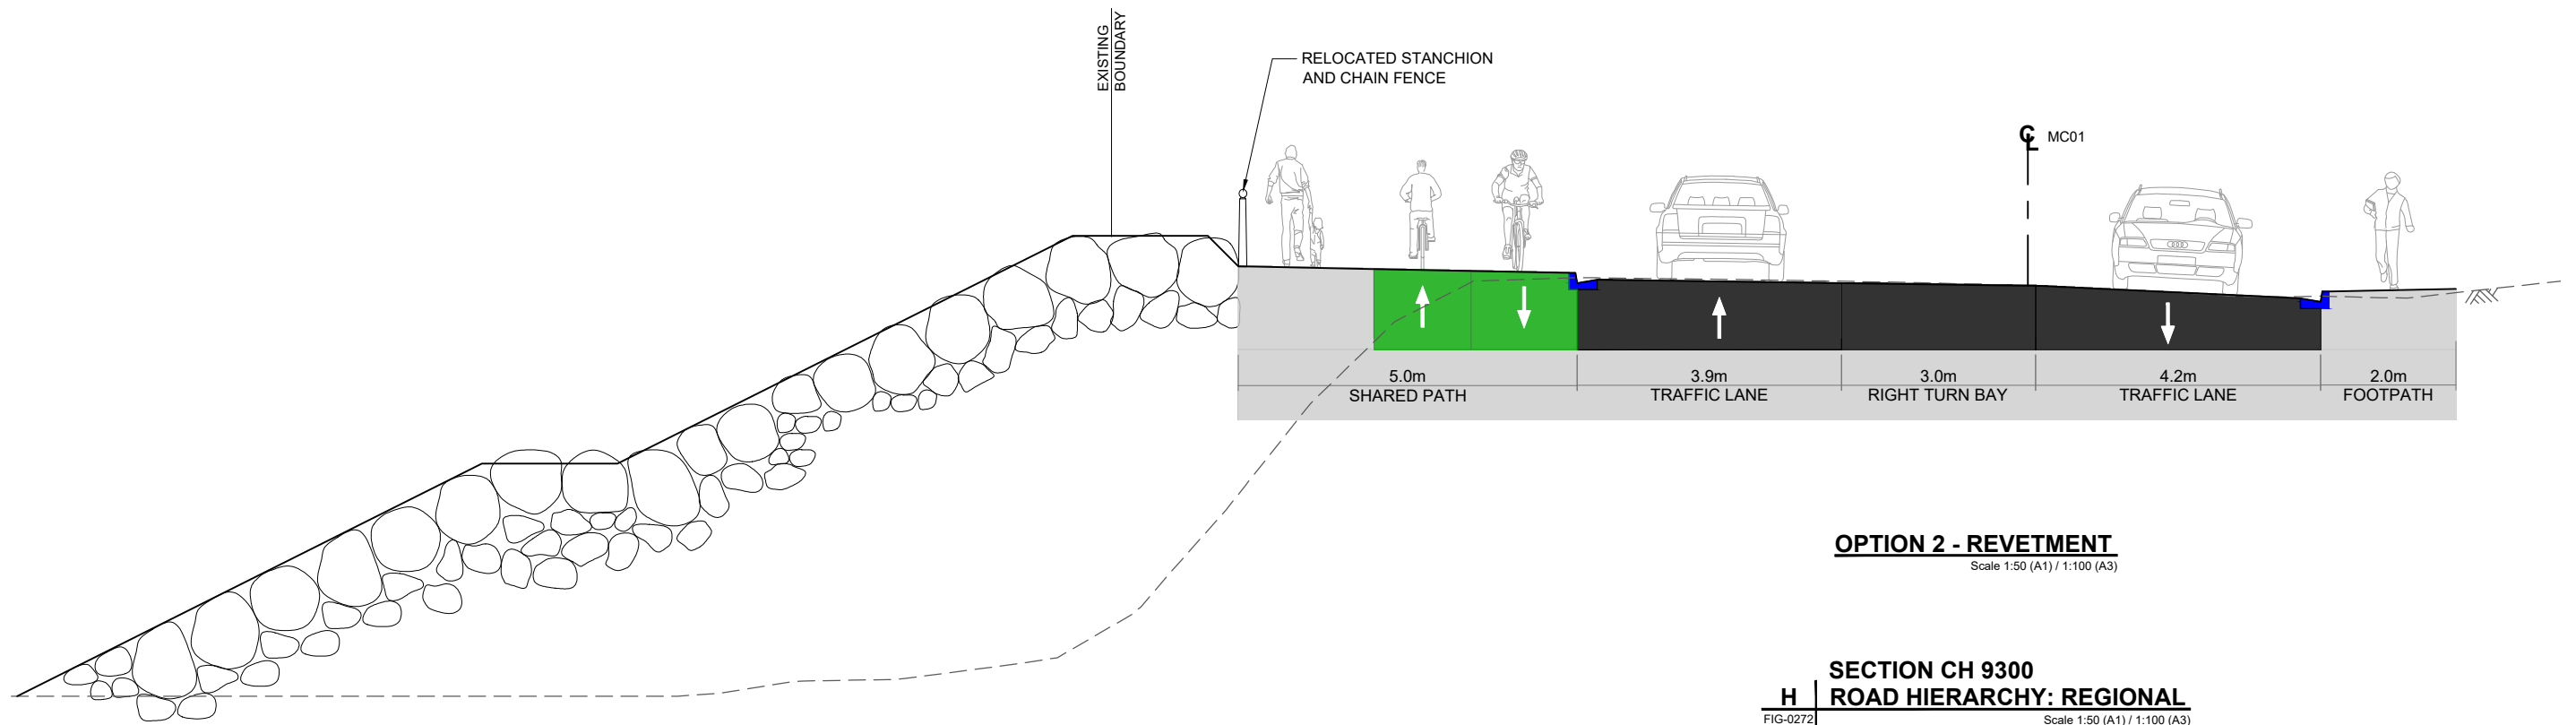 EXISTING
BOUNDARY
RELOCATED STANCHION
AND CHAIN FENCE
CL MC01
5.0m
SHARED PATH
3.9m
TRAFFIC LANE
3.0m
RIGHT TURN BAY
4.2m
TRAFFIC LANE
2.0m
FOOTPATH
OPTION 2 - REVETMENT
Scale 1:50 (A1) / 1:100 (A3)
SECTION CH 9300
H ROAD HIERARCHY: REGIONAL
FIG-0272 Scale 1:50 (A1) / 1:100 (A3)